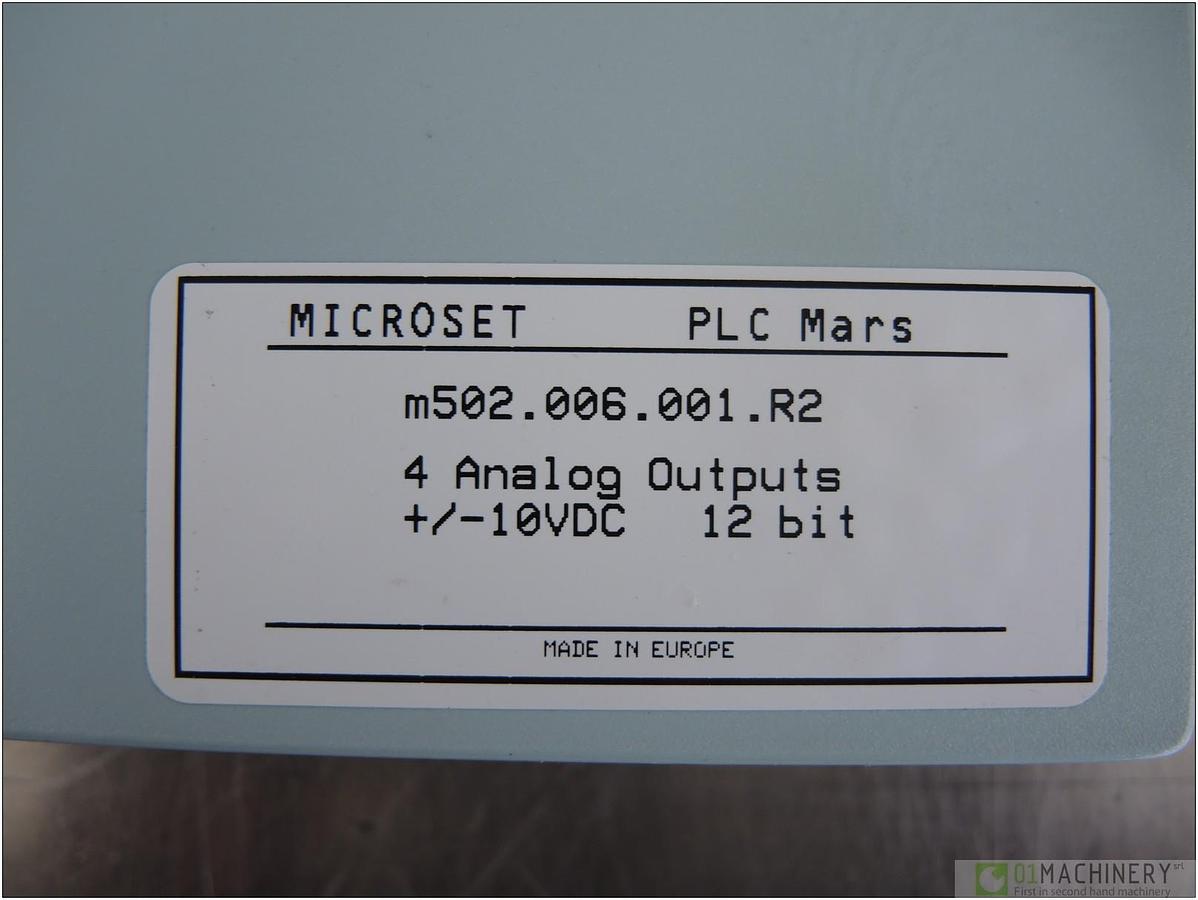 MICROSET PLC Mars
m502.006.001.R2
4 Analog Outputs
+/-10VDC 12 bit
MADE IN EUROPE
01MACHINERY srl
First in second hand machinery